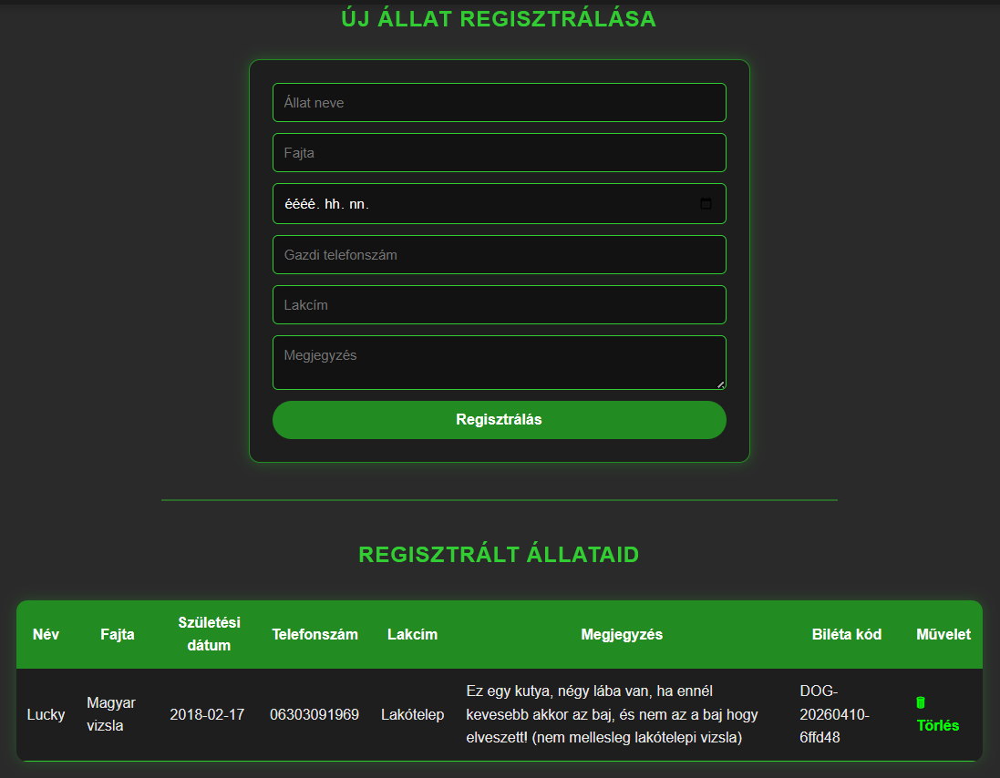 ÚJ ÁLLAT REGISZTRÁLÁSA
Állat neve
Fajta
éééé. hh. nn.
Gazdi telefonszám
Lakcím
Megjegyzés
Regisztrálás
REGISZTRÁLT ÁLLATAID
Név
Fajta
Születési
dátum
Telefonszám
Lakcím
Megjegyzés
Biléta kód
Művelet
Lucky
Magyar
vizsla
2018-02-17
06303091969
Lakótelep
Ez egy kutya, négy lába van, ha ennél
kevesebb akkor az baj, és nem az a baj hogy
elveszett! (nem mellesleg lakótelepi vizsla)
DOG-
20260410-
6ffd48
Törlés